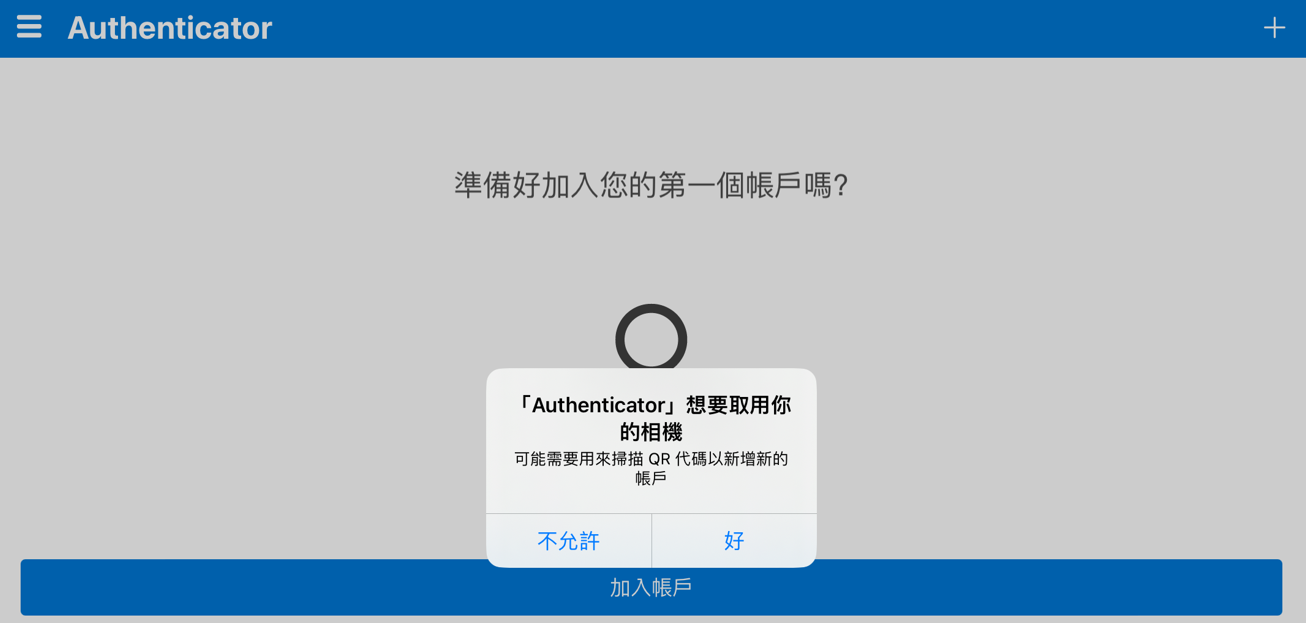 Authenticator
準備好加入您的第一個帳戶嗎?
「Authenticator」想要取用你
的相機
可能需要用來掃描 QR 代碼以新增新的
帳戶
不允許
好
加入帳戶